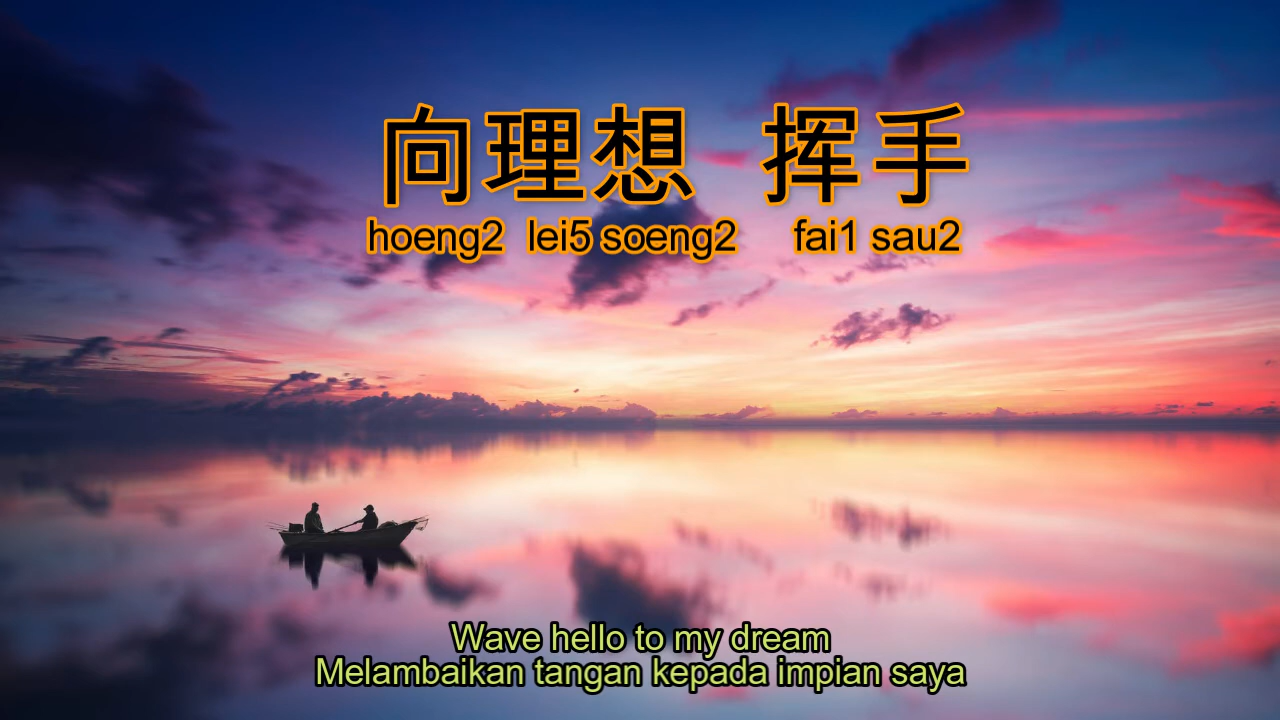 向理想 挥手
hoeng2 lei5 soeng2 fai1 sau2
Wave hello to my dream
Melambaikan tangan kepada impian saya